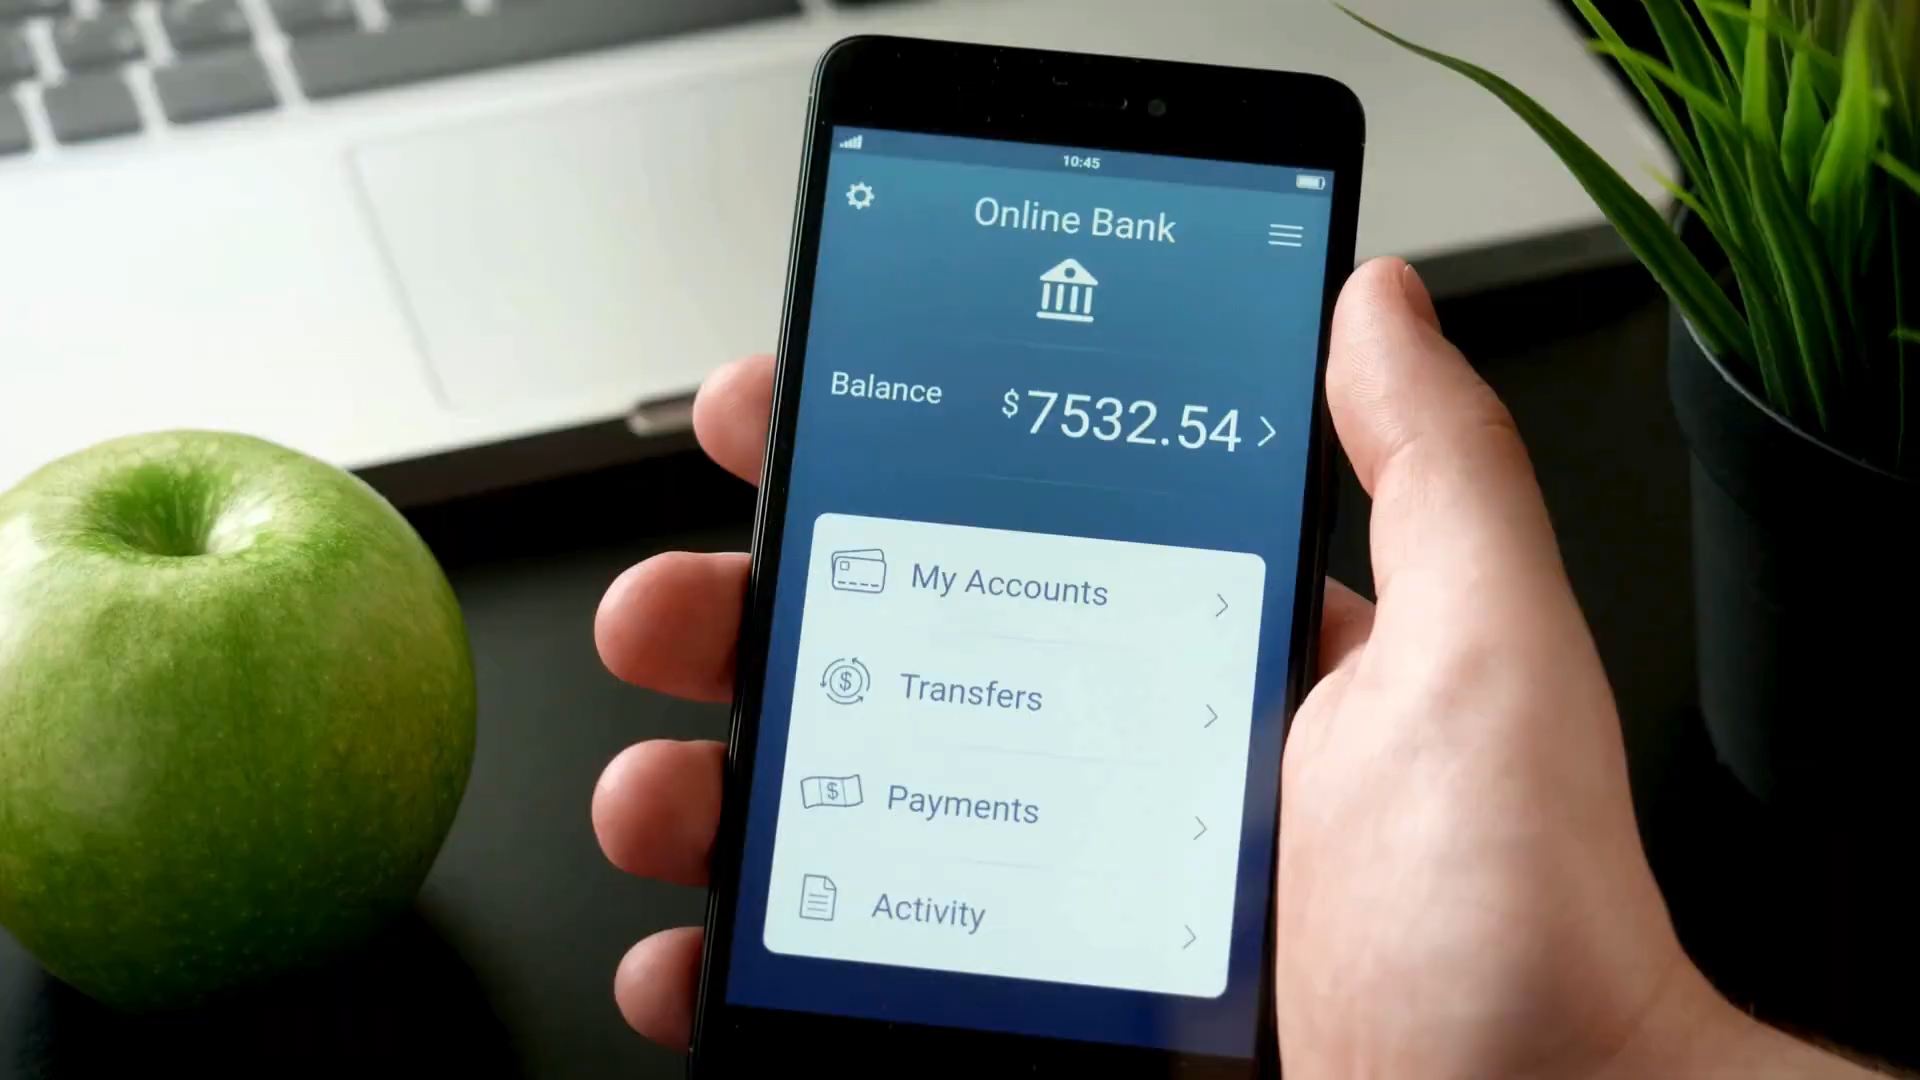 10:45
Online Bank
Balance $7532.54
My Accounts
$
Transfers
$
Payments
Activity